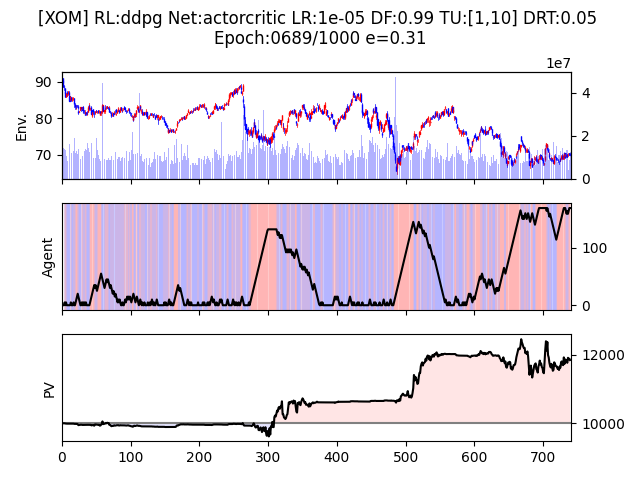 [XOM] RL:ddpg Net:actorcritic LR:1e-05 DF:0.99 TU:[1,10] DRT:0.05
Epoch:0689/1000 e=0.31
1e7
90
80
70
Env.
4
2
0
Agent
100
0
PV
12000
10000
0 100 200 300 400 500 600 700